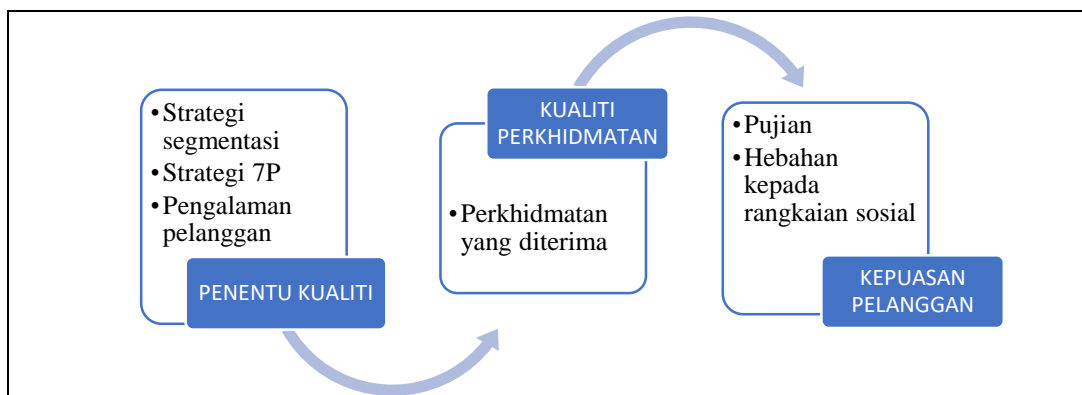 •Strategi
segmentasi
•Strategi 7P
•Pengalaman
pelanggan
PENENTU KUALITI
KUALITI
PERKHIDMATAN
•Perkhidmatan
yang diterima
•Pujian
•Hebahan
kepada
rangkaian sosial
KEPUASAN
PELANGGAN